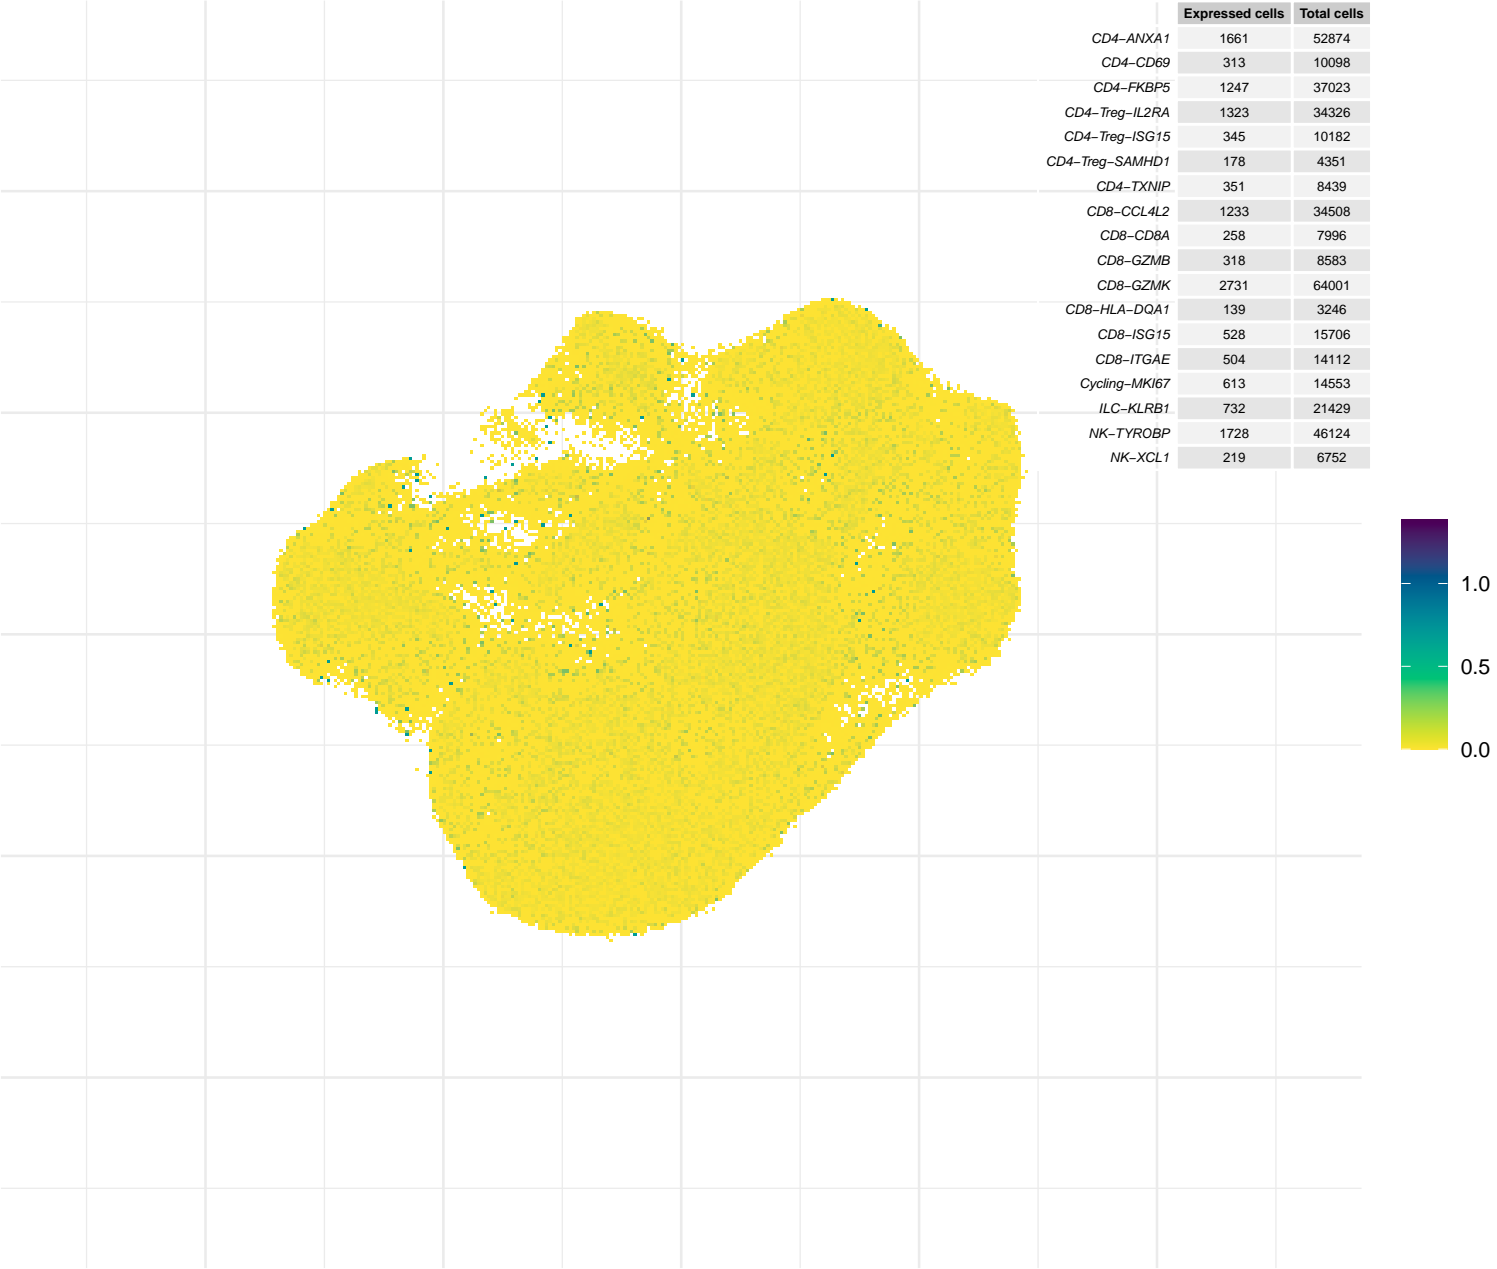 Expressed cells Total cells
CD4−ANXA1 1661 52874
CD4−CD69 313 10098
CD4−FKBP5 1247 37023
CD4−Treg−IL2RA 1323 34326
CD4−Treg−ISG15 345 10182
CD4−Treg−SAMHD1 178 4351
CD4−TXNIP 351 8439
CD8−CCL4L2 1233 34508
CD8−CD8A 258 7996
CD8−GZMB 318 8583
CD8−GZMK 2731 64001
CD8−HLA−DQA1 139 3246
CD8−ISG15 528 15706
CD8−ITGAE 504 14112
Cycling−MKI67 613 14553
ILC−KLRB1 732 21429
NK−TYROBP 1728 46124
NK−XCL1 219 6752
1.0
0.5
0.0